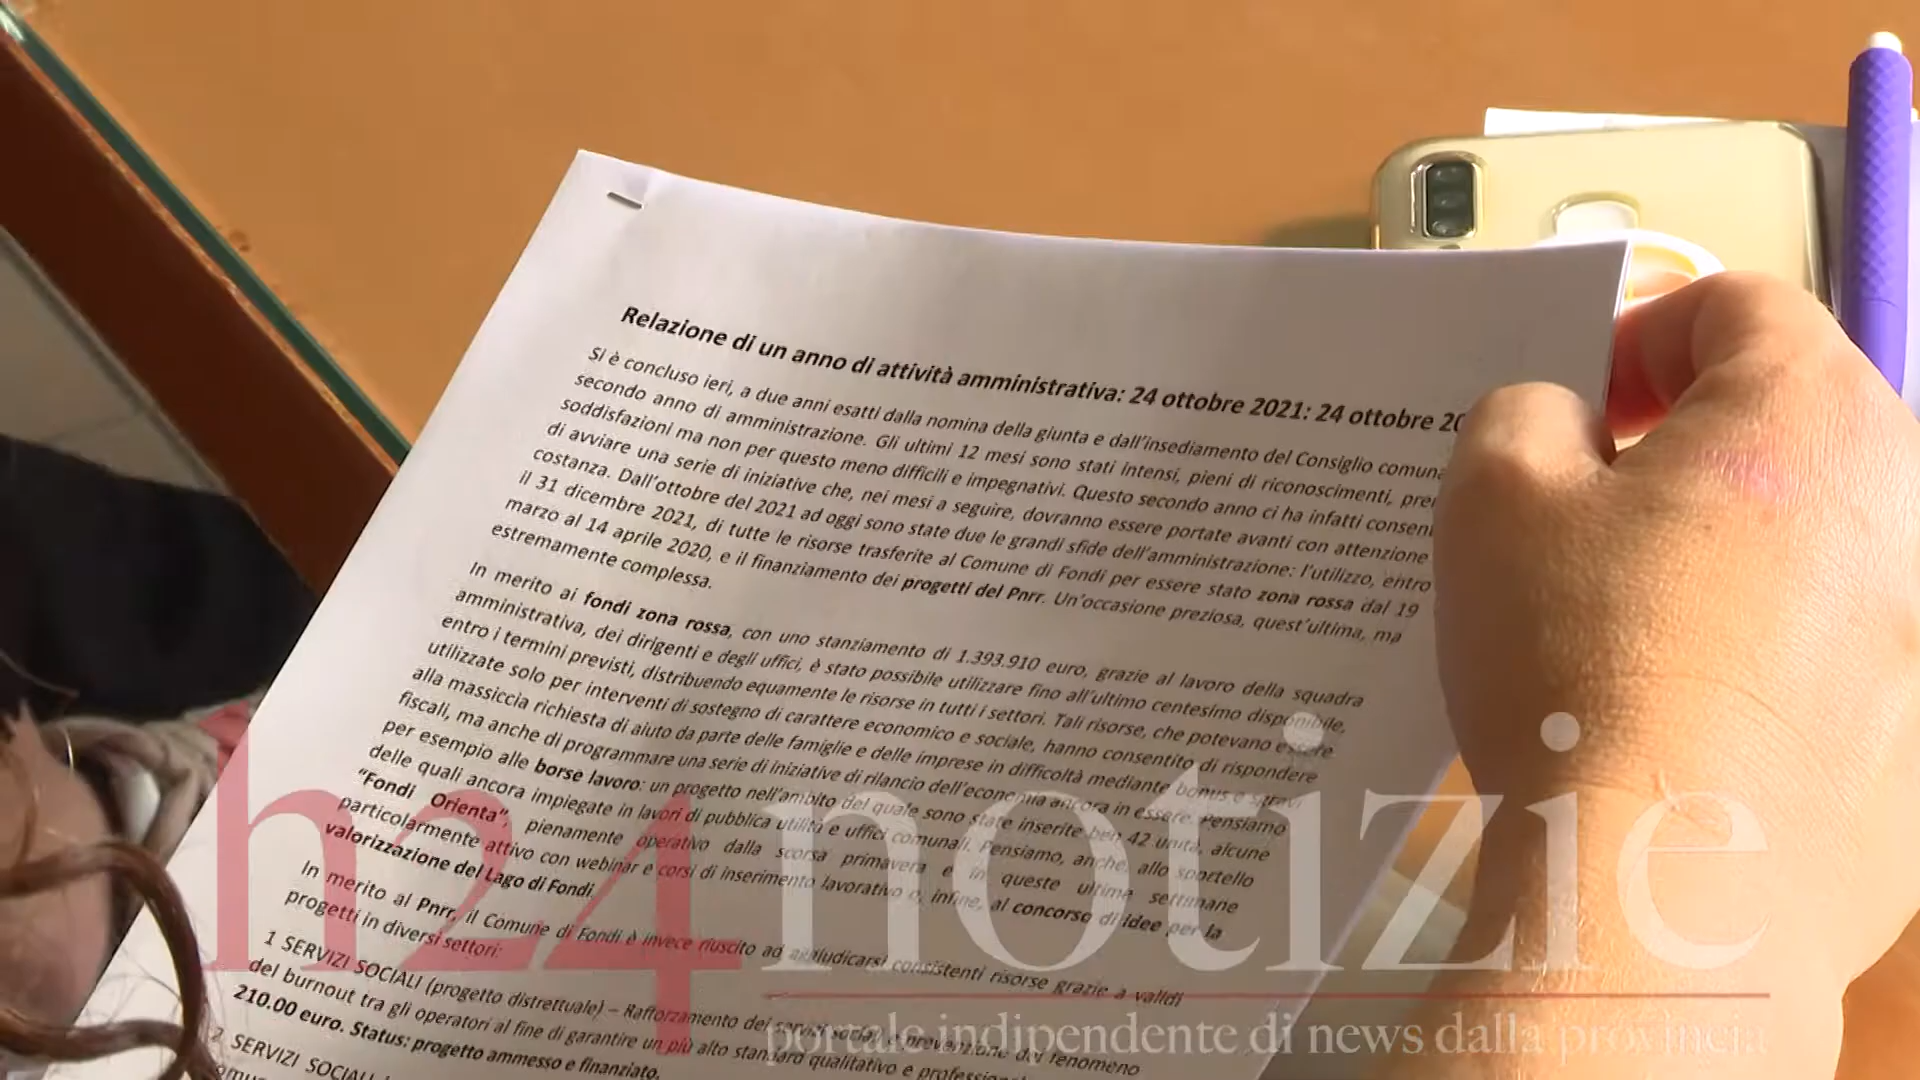 Relazione di un anno di attività amministrativa: 24 ottobre 2021: 24 ottobre 20
Si è concluso ieri, a due anni esatti dalla nomina della giunta e dall'insediamento del Consiglio comuna
secondo anno di amministrazione. Gli ultimi 12 mesi sono stati intensi, pieni di riconoscimenti, pre
soddisfazioni ma non per questo meno difficili e impegnativi. Questo secondo anno ci ha infatti consen
di avviare una serie di iniziative che, nei mesi a seguire, dovranno essere portate avanti con attenzione
costanza. Dall'ottobre del 2021 ad oggi sono state due le grandi sfide dell'amministrazione: l'utilizzo, entro
il 31 dicembre 2021, di tutte le risorse trasferite al Comune di Fondi per essere stato zona rossa dal 19
marzo al 14 aprile 2020, e il finanziamento dei progetti del Pnrr. Un'occasione preziosa, quest'ultima, ma
estremamente complessa.
In merito ai fondi zona rossa, con uno stanziamento di 1.393.910 euro, grazie al lavoro della squadra
amministrativa, dei dirigenti e degli uffici, è stato possibile utilizzare fino all'ultimo centesimo disponibile,
entro i termini previsti, distribuendo equamente le risorse in tutti i settori. Tali risorse, che potevano essere
utilizzate solo per interventi di sostegno di carattere economico e sociale, hanno consentito di rispondere
alla massiccia richiesta di aiuto da parte delle famiglie e delle imprese in difficoltà mediante bonus e sgravi
fiscali, ma anche di programmare una serie di iniziative di rilancio dell'economia ancora in essere. Pensiamo
per esempio alle borse lavoro: un progetto nell'ambito del quale sono state inserite ben 42 unità, alcune
delle quali ancora impiegate in lavori di pubblica utilità e uffici comunali. Pensiamo, anche, allo sportello
"Fondi Orienta", pienamente operativo dalla scorsa primavera e in queste ultime settimane
particolarmente attivo con webinar e corsi di inserimento lavorativo o, infine, al concorso di idee per la
valorizzazione del Lago di Fondi.
In merito al Pnrr, il Comune di Fondi è invece riuscito ad aggiudicarsi consistenti risorse grazie a validi
progetti in diversi settori:
1 SERVIZI SOCIALI (progetto distrettuale) – Rafforzamento dei servizi sociali e prevenzione del fenomeno
del burnout tra gli operatori al fine di garantire un più alto standard qualitativo e
210.00 euro. Status: progetto ammesso e finanziato.
2 SERVIZI SOCIALI
h24notizie
portale indipendente di news dalla provincia